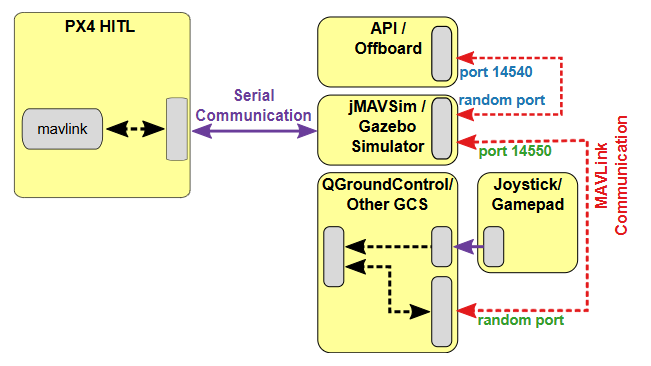 PX4 HITL
mavlink
Serial
Communication
API /
Offboard
port 14540
random port
jMAVSim /
Gazebo
Simulator
port 14550
MAVLink
Communication
QGroundControl/
Other GCS
Joystick/
Gamepad
random port